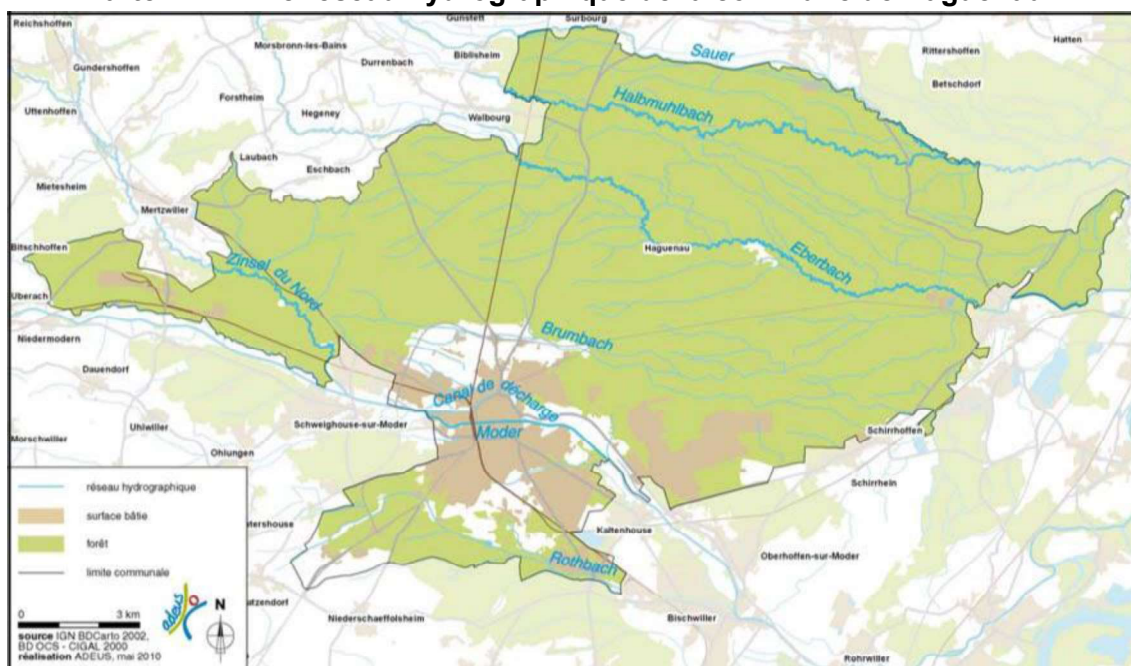 Gunstett
Surbourg
Reichshoffen
Hatten
Morsbronn-les-Bains
Biblisheim
Sauer
Rittershoffen
Gundershoffen
Durrenbach
Betschdorf
Forstheim
Halbmuhlbach
Uttenhoffen
Hegeney
Walbourg
Laubach
Eschbach
Mietesheim
Mertzwiller
Bitschhoffen
Haguenau
Eberbach
Zinsel du Nord
Uberach
Brumbach
Niedermodern
Dauendorf
Canal de décharge
Schweighouse-sur-Moder
Moder
Uhlwiller
Schirrhoffen
Morschwiller
Ohlungen
Schirrhein
Kaltenhouse
Oberhoffen-sur-Moder
Rothbach
Niederschaeffolsheim
Bischwiller
Rohrwiller
réseau hydrographique
surface bâtie
forêt
limite communale
0 3 km
adeus
N
source IGN BDCarto 2002,
BD OCS - CIGAL 2000
réalisation ADEUS, mai 2010